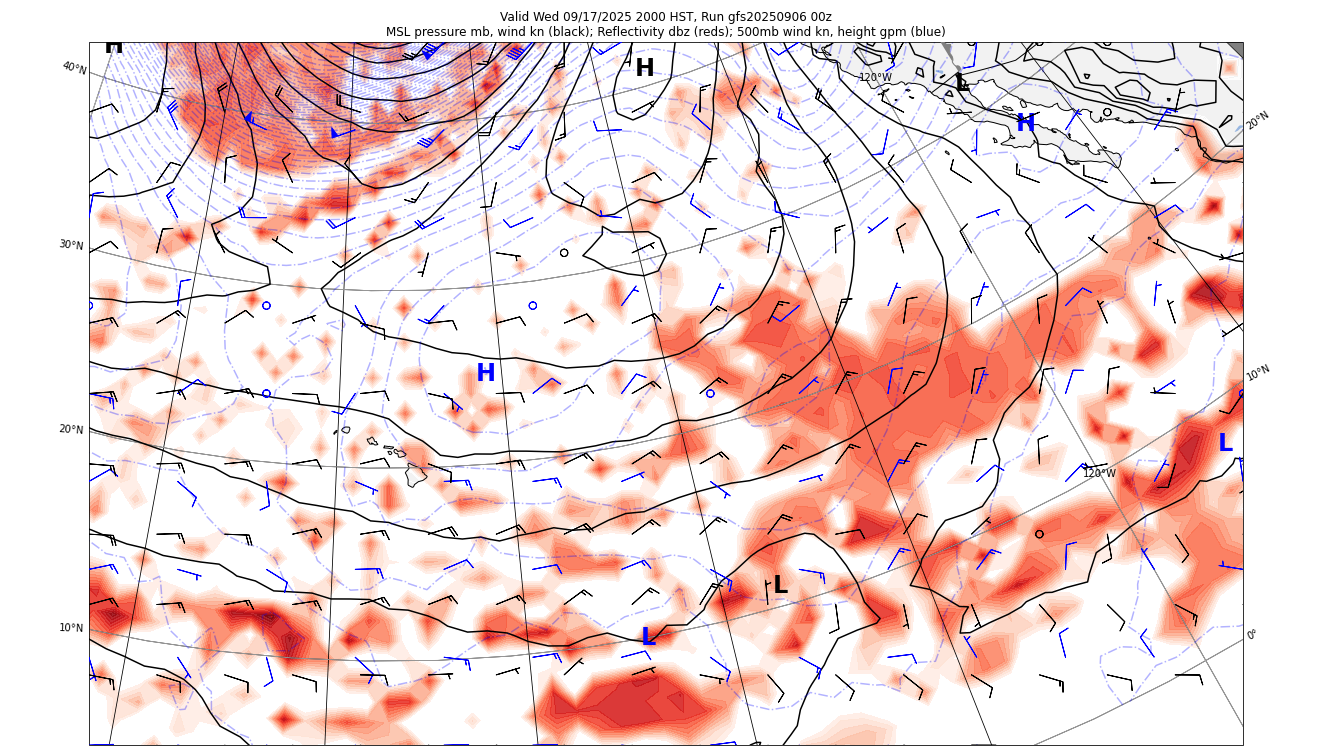 Valid Wed 09/17/2025 2000 HST, Run gfs20250906 00z
MSL pressure mb, wind kn (black); Reflectivity dbz (reds); 500mb wind kn, height gpm (blue)
H
H
L
40°N
120°W
H
20°N
30°N
H
10°N
20°N
L
120°W
L
10°N
L
0°